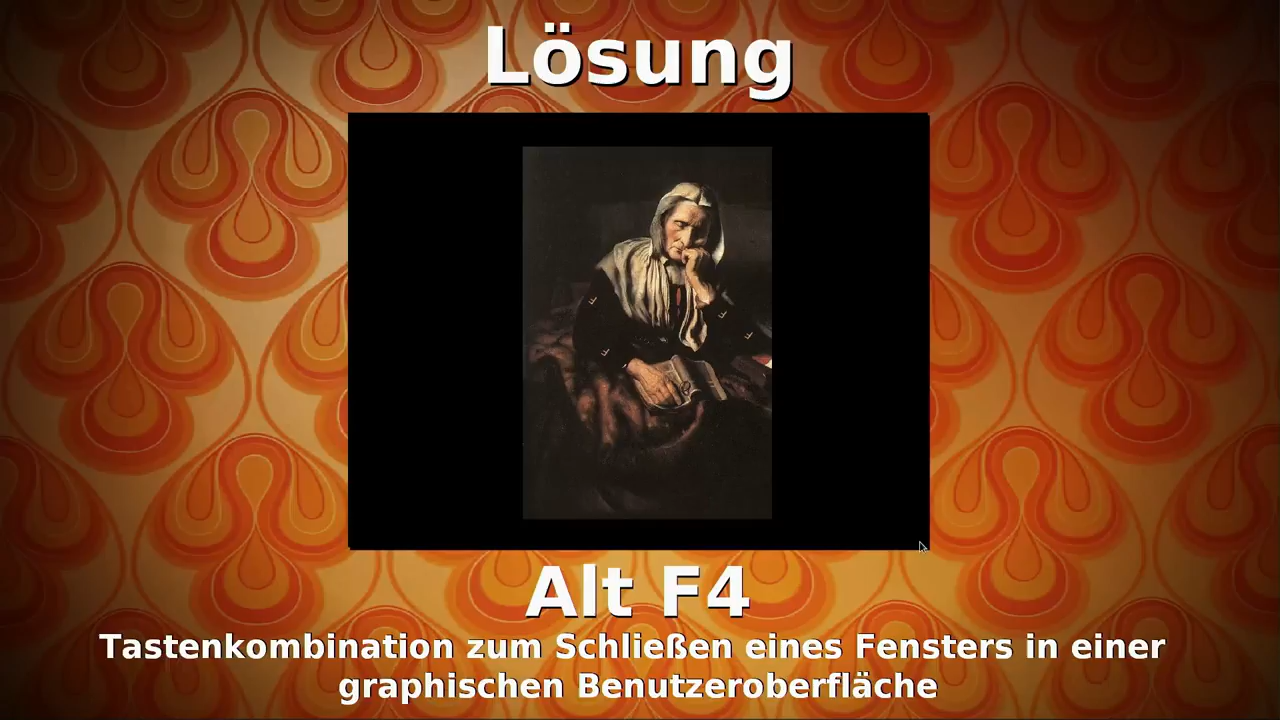 Lösung
F
F
F
F
Alt F4
Tastenkombination zum Schließen eines Fensters in einer
graphischen Benutzeroberfläche